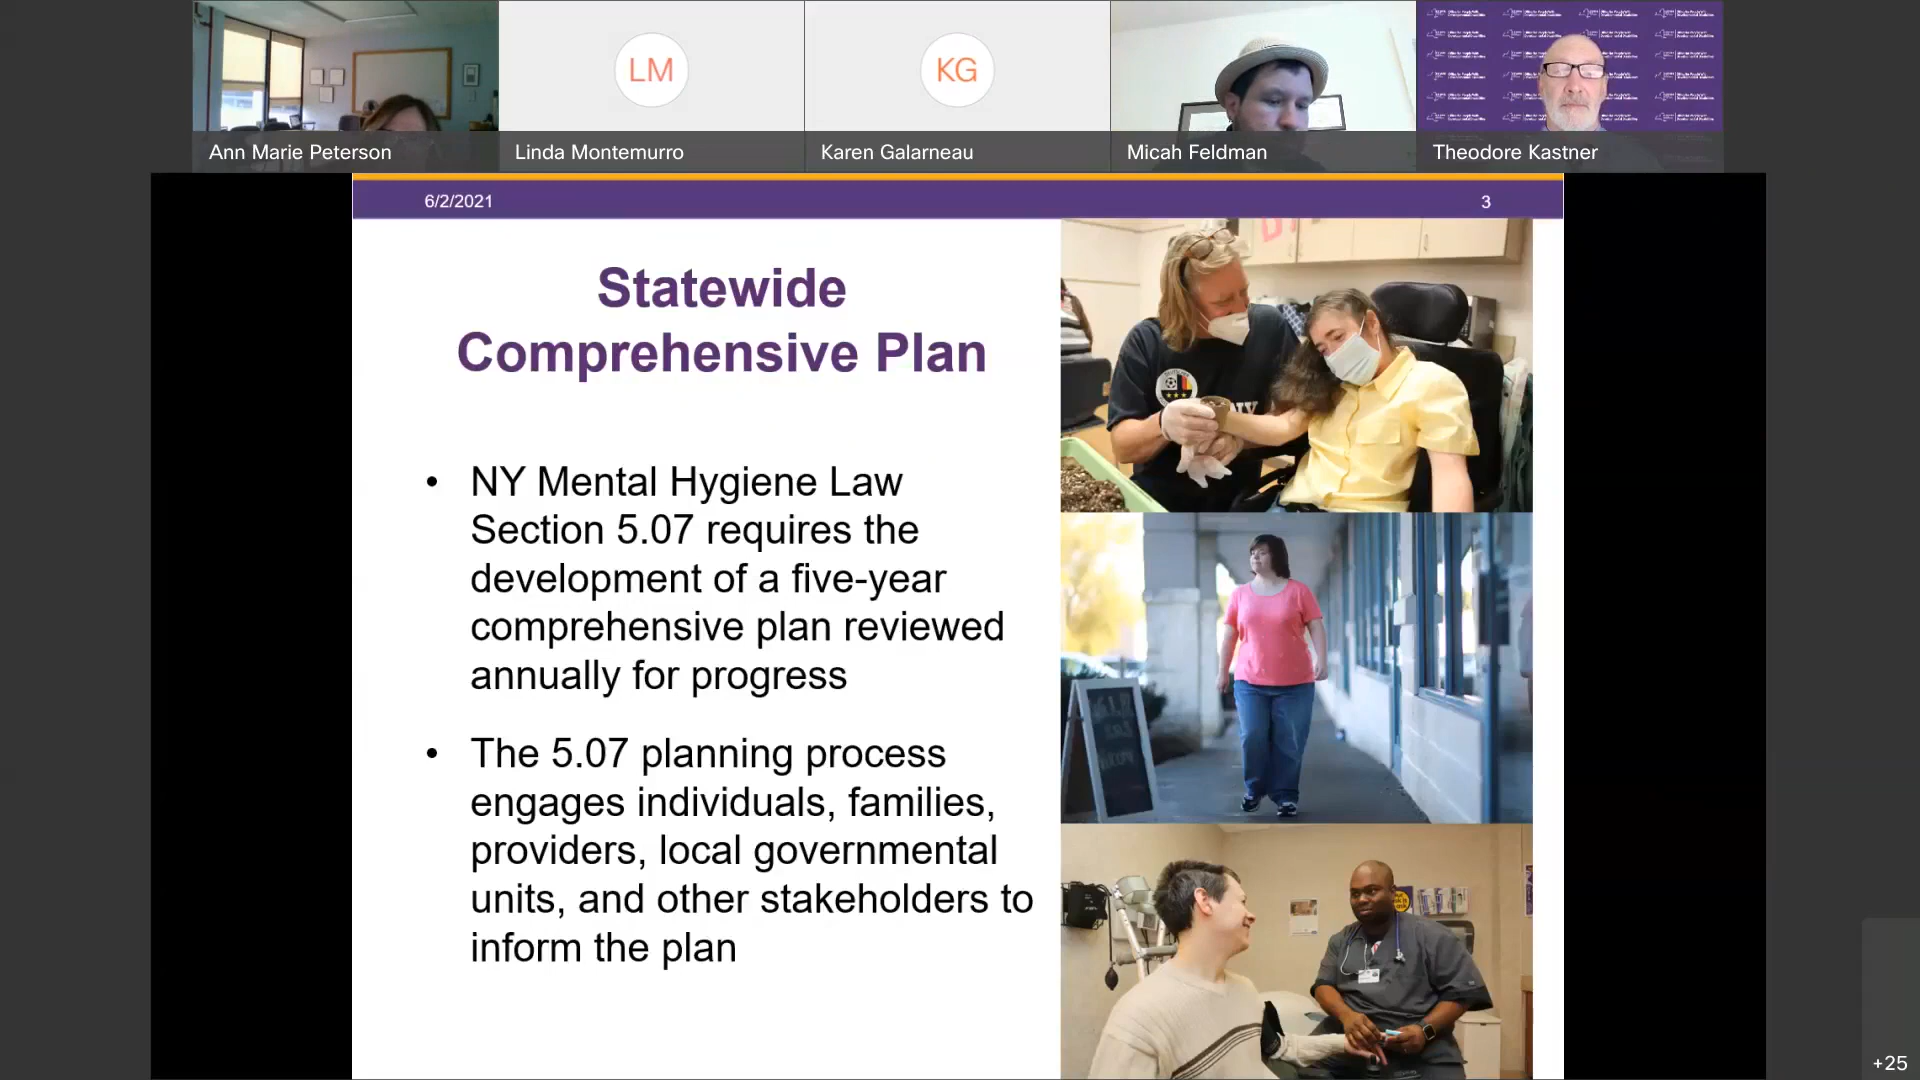 LM
KG
Ann Marie Peterson
Linda Montemurro
Karen Galarneau
Micah Feldman
Theodore Kastner
6/2/2021
3
Statewide
Comprehensive Plan
• NY Mental Hygiene Law
Section 5.07 requires the
development of a five-year
comprehensive plan reviewed
annually for progress
• The 5.07 planning process
engages individuals, families,
providers, local governmental
units, and other stakeholders to
inform the plan
+25